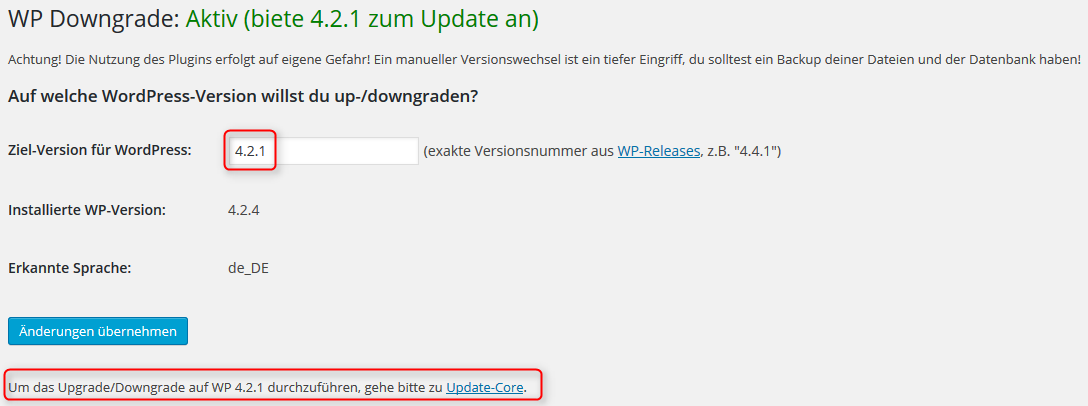 WP Downgrade: Aktiv (biete 4.2.1 zum Update an)
Achtung! Die Nutzung des Plugins erfolgt auf eigene Gefahr! Ein manueller Versionswechsel ist ein tiefer Eingriff, du solltest ein Backup deiner Dateien und der Datenbank haben!
Auf welche WordPress-Version willst du up-/downgraden?
Ziel-Version für WordPress: 4.2.1 (exakte Versionsnummer aus WP-Releases, z.B. "4.4.1")
Installierte WP-Version: 4.2.4
Erkannte Sprache: de_DE
Änderungen übernehmen
Um das Upgrade/Downgrade auf WP 4.2.1 durchzuführen, gehe bitte zu Update-Core.